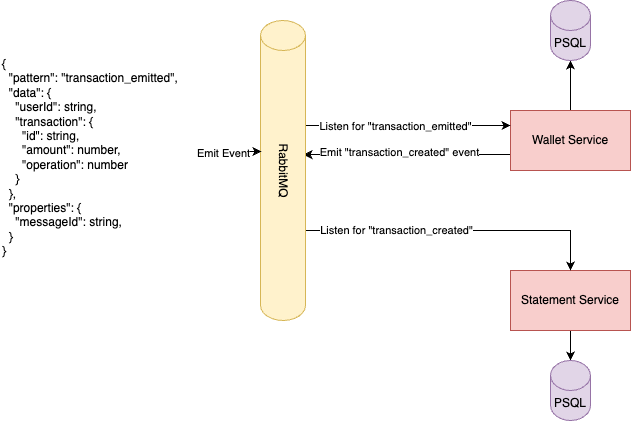 {
"pattern": "transaction_emitted",
"data": {
"userId": string,
"transaction": {
"id": string,
"amount": number,
"operation": number
}
},
"properties": {
"messageId": string,
}
}
Emit Event
RabbitMQ
Listen for "transaction_emitted"
Emit "transaction_created" event
Listen for "transaction_created"
PSQL
Wallet Service
Statement Service
PSQL